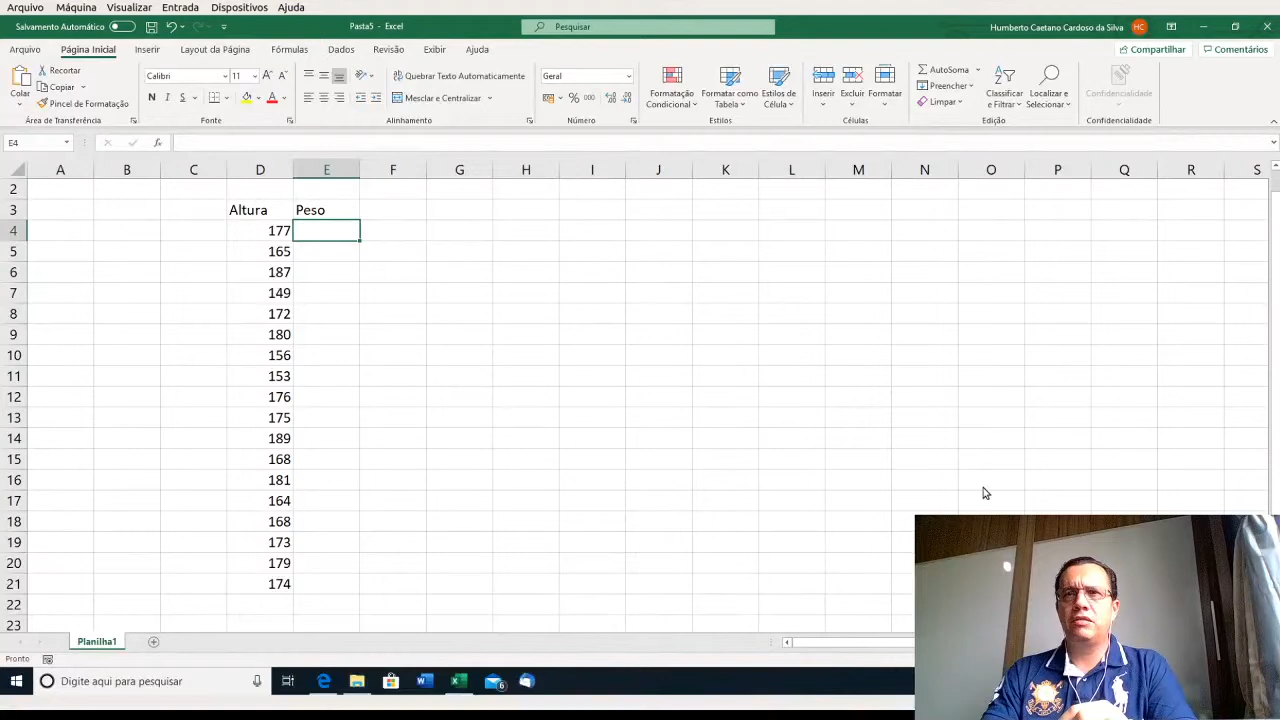 Arquivo Máquina Visualizar Entrada Dispositivos Ajuda
Salvamento Automático Pasta5 - Excel Pesquisar Humberto Caetano Cardoso da Silva HC
Arquivo Página Inicial Inserir Layout da Página Fórmulas Dados Revisão Exibir Ajuda Compartilhar Comentários
Colar Recortar Copiar Pincel de Formatação
Calibri 11
N I S
Quebrar Texto Automaticamente
Mesclar e Centralizar
Geral
% 000
Formatação Condicional
Formatar como Tabela
Estilos de Célula
Inserir Excluir Formatar
AutoSoma
Preencher
Limpar
Classificar e Filtrar
Localizar e Selecionar
Confidencialidade
Área de Transferência Fonte Alinhamento Número Estilos Células Edição Confidencialidade
E4 fx
A B C D E F G H I J K L M N O P Q R S
2
3 Altura Peso
4 177
5 165
6 187
7 149
8 172
9 180
10 156
11 153
12 176
13 175
14 189
15 168
16 181
17 164
18 168
19 173
20 179
21 174
22
23
Planilha1
Pronto
Digite aqui para pesquisar 6